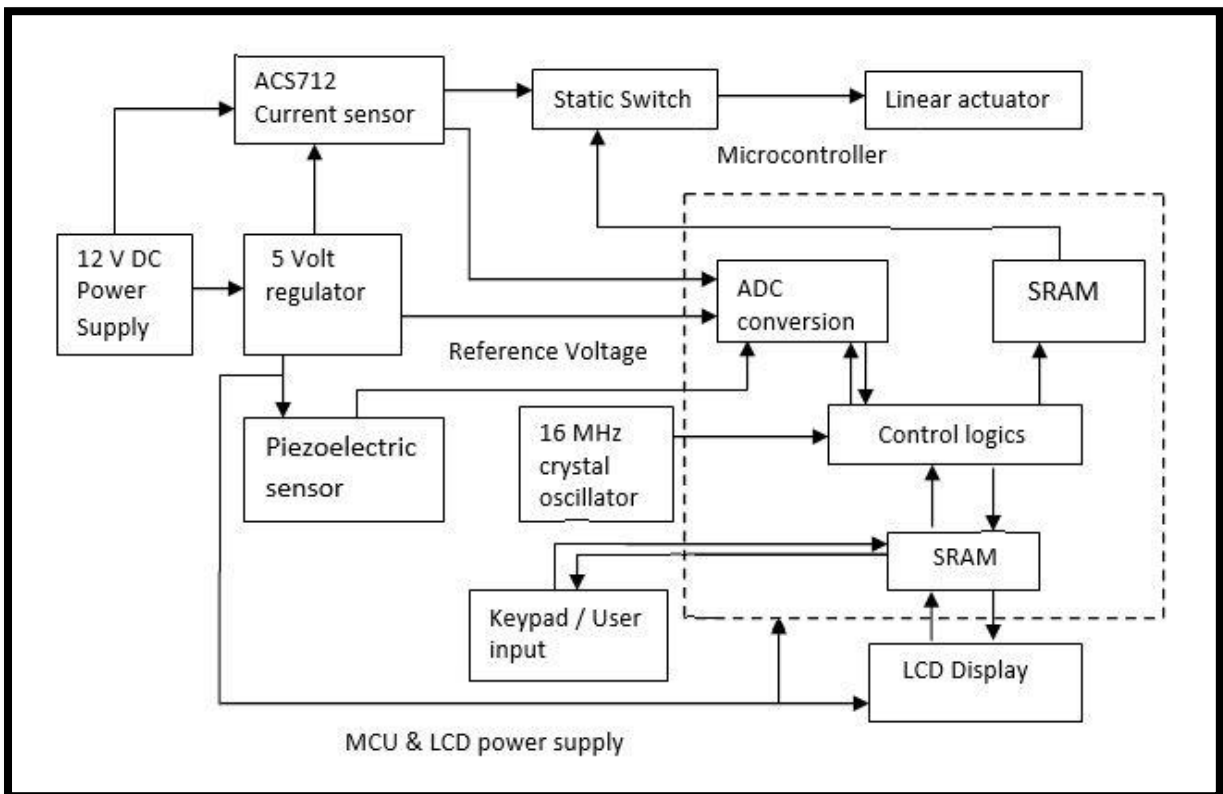 ACS712
Current sensor
Static Switch
Linear actuator
Microcontroller
12 V DC
Power
Supply
5 Volt
regulator
ADC
conversion
SRAM
Reference Voltage
Piezoelectric
sensor
16 MHz
crystal
oscillator
Control logics
SRAM
Keypad / User
input
LCD Display
MCU & LCD power supply